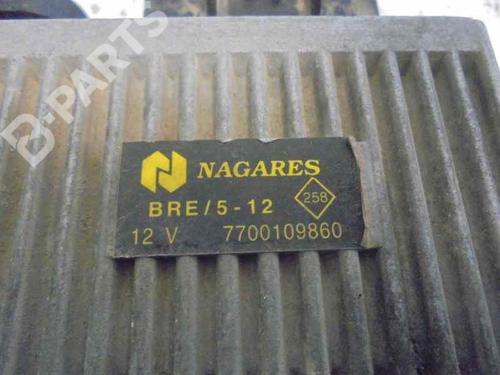 B-PARTS
NAGARES
BRE/5-12
258
12 V 7700109860